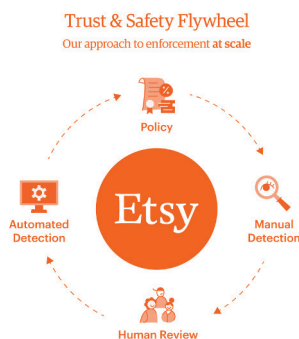 Trust & Safety Flywheel
Our approach to enforcement at scale
Policy
Etsy
Automated
Detection
Manual
Detection
Human Review